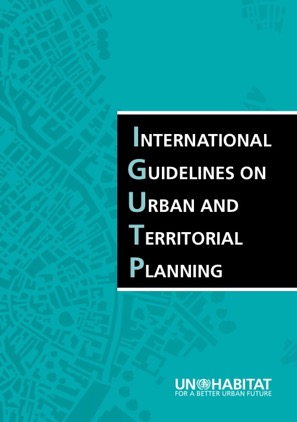 INTERNATIONAL
GUIDELINES ON
URBAN AND
TERRITORIAL
PLANNING
UN HABITAT
FOR A BETTER URBAN FUTURE